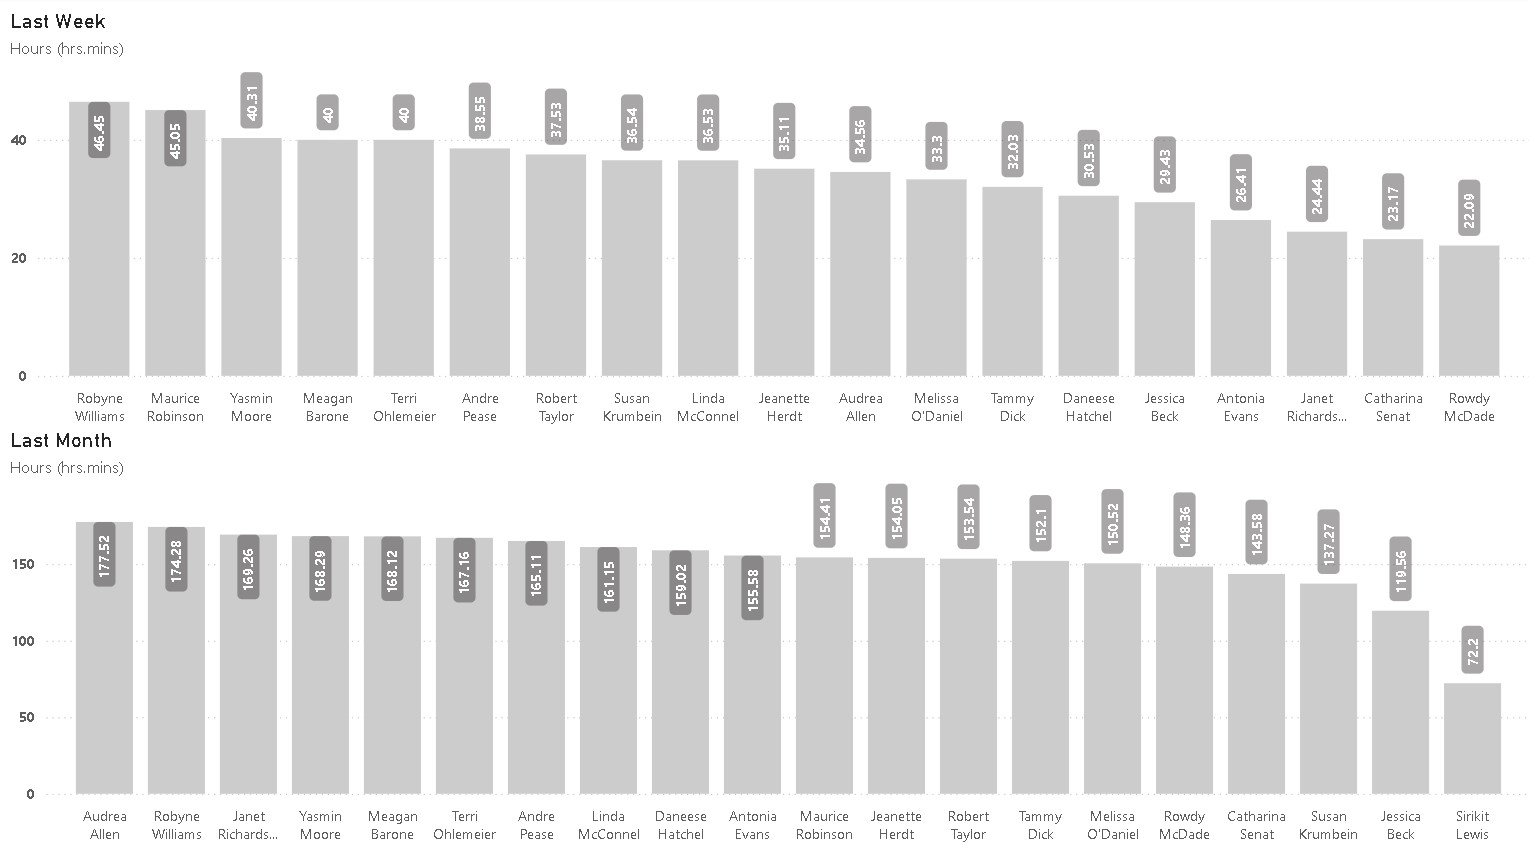 Last Week
Hours (hrs.mins)
46.45 45.05 40.31 40 40 38.55 37.53 36.54 36.53 35.11 34.56 33.3 32.03 30.53 29.43 26.41 24.44 23.17 22.09
40
20
0
Robyne Maurice Yasmin Meagan Terri Andre Robert Susan Linda Jeanette Audrea Melissa Tammy Daneese Jessica Antonia Janet Catharina Rowdy
Williams Robinson Moore Barone Ohlemeier Pease Taylor Krumbein McConnel Herdt Allen O'Daniel Dick Hatchel Beck Evans Richards... Senat McDade
Last Month
Hours (hrs.mins)
177.52 174.28 169.26 168.29 168.12 167.16 165.11 161.15 159.02 155.58 154.41 154.05 153.54 152.1 150.52 148.36 143.58 137.27 119.56 72.2
150
100
50
0
Audrea Robyne Janet Yasmin Meagan Terri Andre Linda Daneese Antonia Maurice Jeanette Robert Tammy Melissa Rowdy Catharina Susan Jessica Sirikit
Allen Williams Richards... Moore Barone Ohlemeier Pease McConnel Hatchel Evans Robinson Herdt Taylor Dick O'Daniel McDade Senat Krumbein Beck Lewis